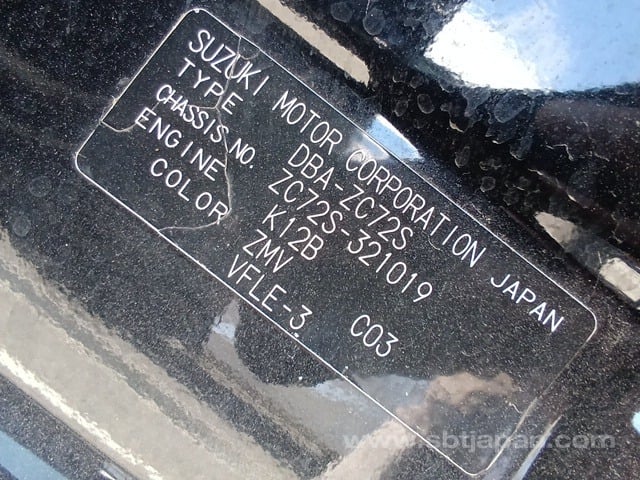 SUZUKI MOTOR CORPORATION JAPAN
TYPE DBA-ZC72S
CHASSIS NO. ZC72S-321019
ENGINE K12B
COLOR ZMV
VFLE-3 C03
www.sbtjapan.com